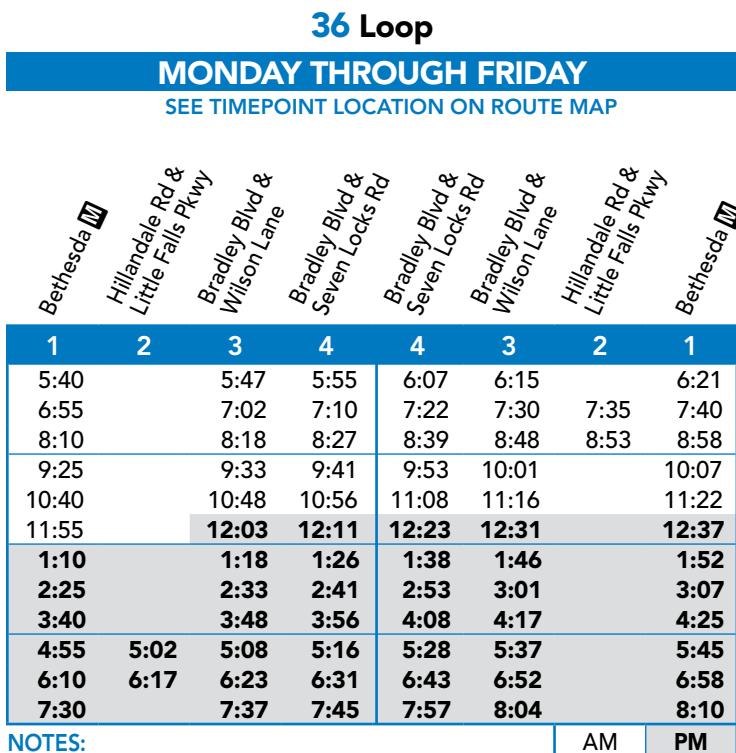 36 Loop
MONDAY THROUGH FRIDAY
SEE TIMEPOINT LOCATION ON ROUTE MAP
Bethesda M
Hillandale Rd &
Little Falls Pkwy
Bradley Blvd &
Wilson Lane
Bradley Blvd &
Seven Locks Rd
Bradley Blvd &
Seven Locks Rd
Bradley Blvd &
Wilson Lane
Hillandale Rd &
Little Falls Pkwy
Bethesda M
1 2 3 4 4 3 2 1
5:40 5:47 5:55 6:07 6:15 6:21
6:55 7:02 7:10 7:22 7:30 7:35 7:40
8:10 8:18 8:27 8:39 8:48 8:53 8:58
9:25 9:33 9:41 9:53 10:01 10:07
10:40 10:48 10:56 11:08 11:16 11:22
11:55 12:03 12:11 12:23 12:31 12:37
1:10 1:18 1:26 1:38 1:46 1:52
2:25 2:33 2:41 2:53 3:01 3:07
3:40 3:48 3:56 4:08 4:17 4:25
4:55 5:02 5:08 5:16 5:28 5:37 5:45
6:10 6:17 6:23 6:31 6:43 6:52 6:58
7:30 7:37 7:45 7:57 8:04 8:10
NOTES: AM PM